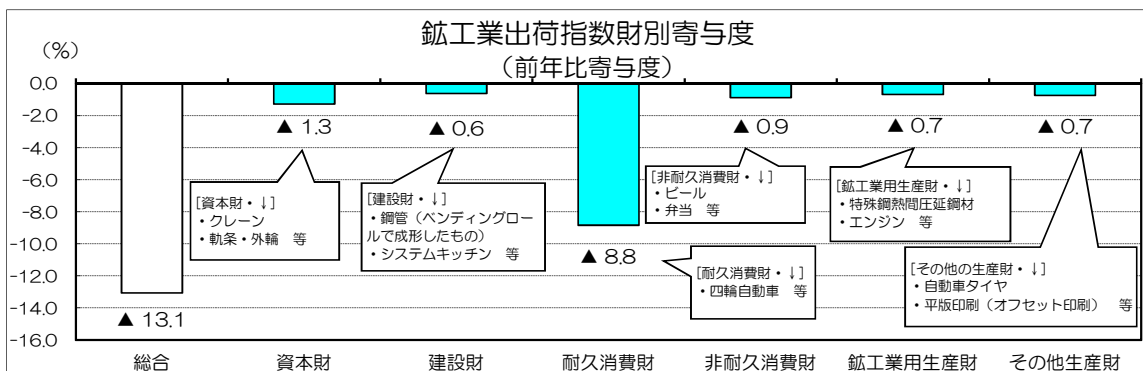 鉱工業出荷指数財別寄与度
（前年比寄与度）
（%）
0.0
-2.0
-4.0
-6.0
-8.0
-10.0
-12.0
-14.0
-16.0
▲ 13.1
▲ 1.3
▲ 0.6
▲ 8.8
▲ 0.9
▲ 0.7
▲ 0.7
［資本財・↓］
・クレーン
・軌条・外輪　等
［建設財・↓］
・鋼管（ベンディングロー
ルで成形したもの）
・システムキッチン　等
［耐久消費財・↓］
・四輪自動車　等
［非耐久消費財・↓］
・ビール
・弁当　等
［鉱工業用生産財・↓］
・特殊鋼熱間圧延鋼材
・エンジン　等
［その他の生産財・↓］
・自動車タイヤ
・平版印刷（オフセット印刷）　等
総合
資本財
建設財
耐久消費財
非耐久消費財
鉱工業用生産財
その他生産財